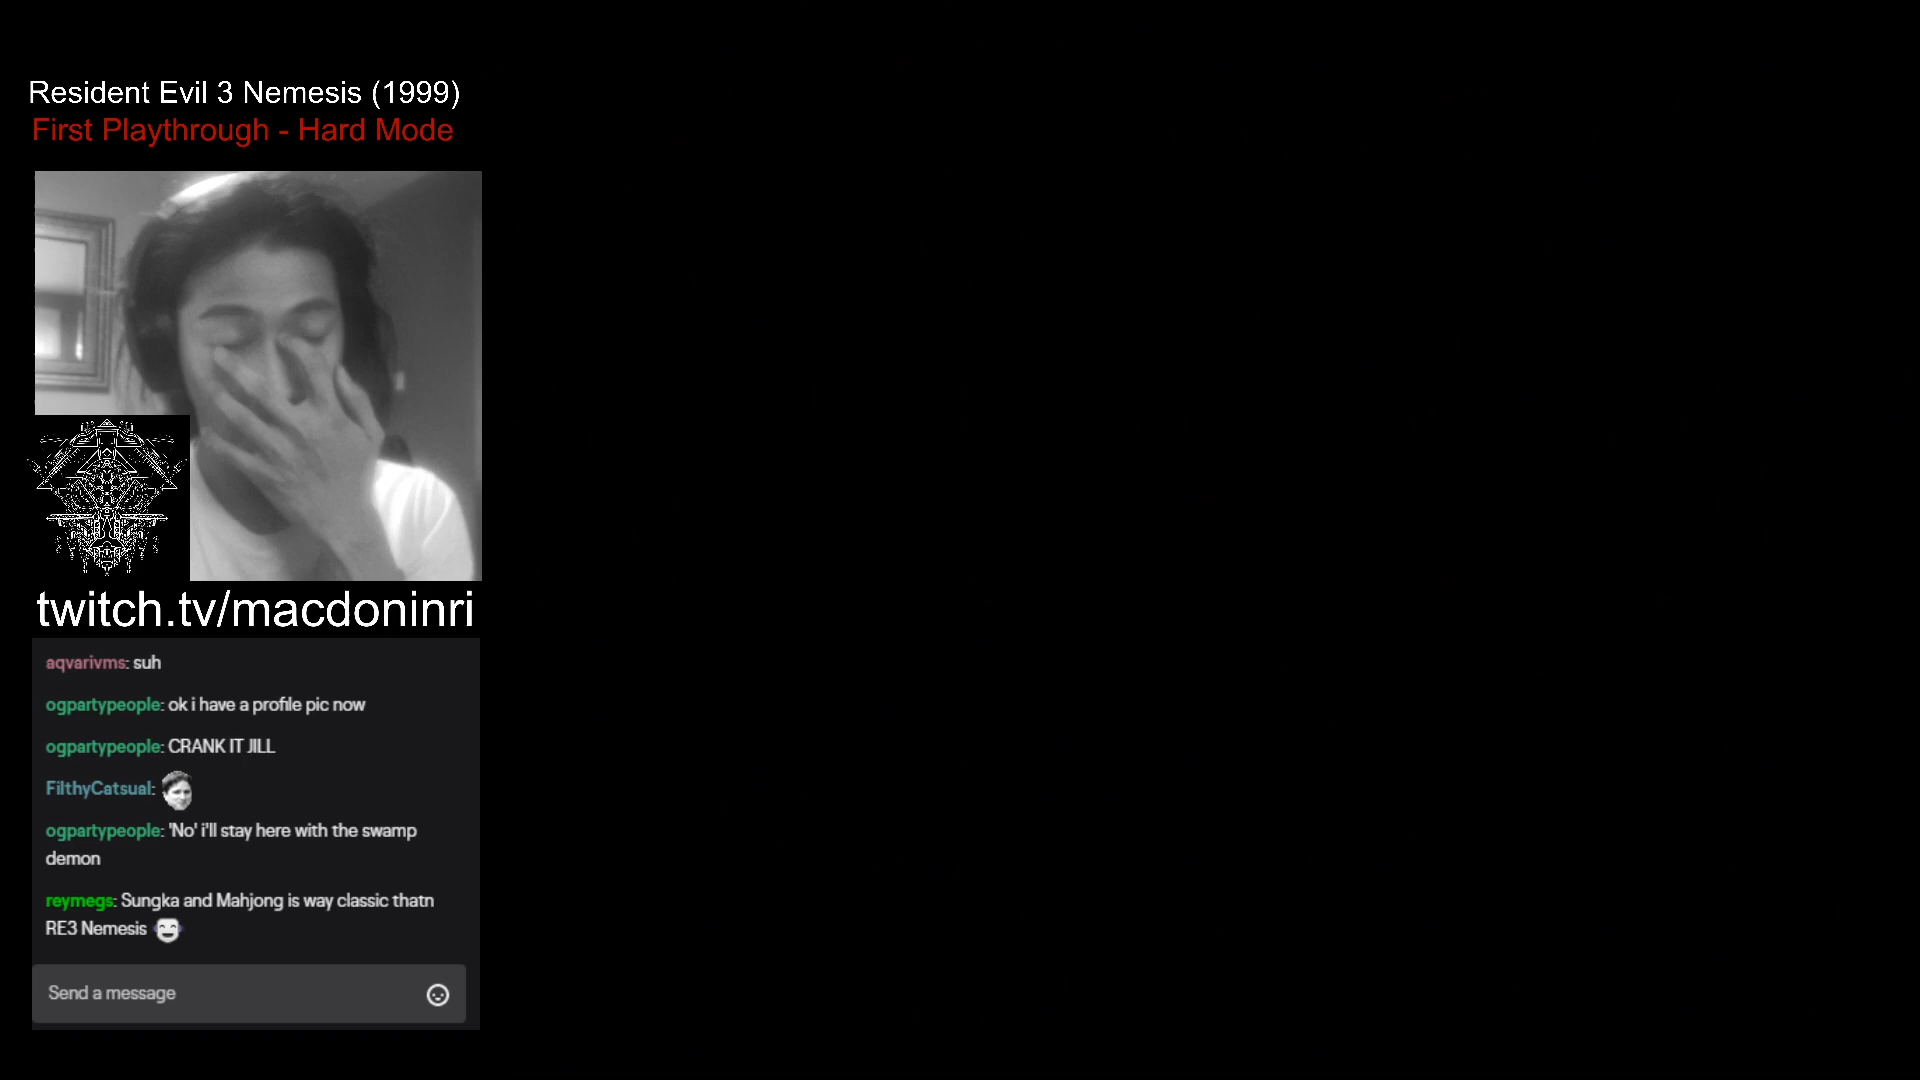 Resident Evil 3 Nemesis (1999)
First Playthrough - Hard Mode
twitch.tv/macdoninri
aqvarivms: suh
ogpartypeople: ok i have a profile pic now
ogpartypeople: CRANK IT JILL
FilthyCatsual:
ogpartypeople: 'No' i'll stay here with the swamp
demon
reymegs: Sungka and Mahjong is way classic thatn
RE3 Nemesis
Send a message